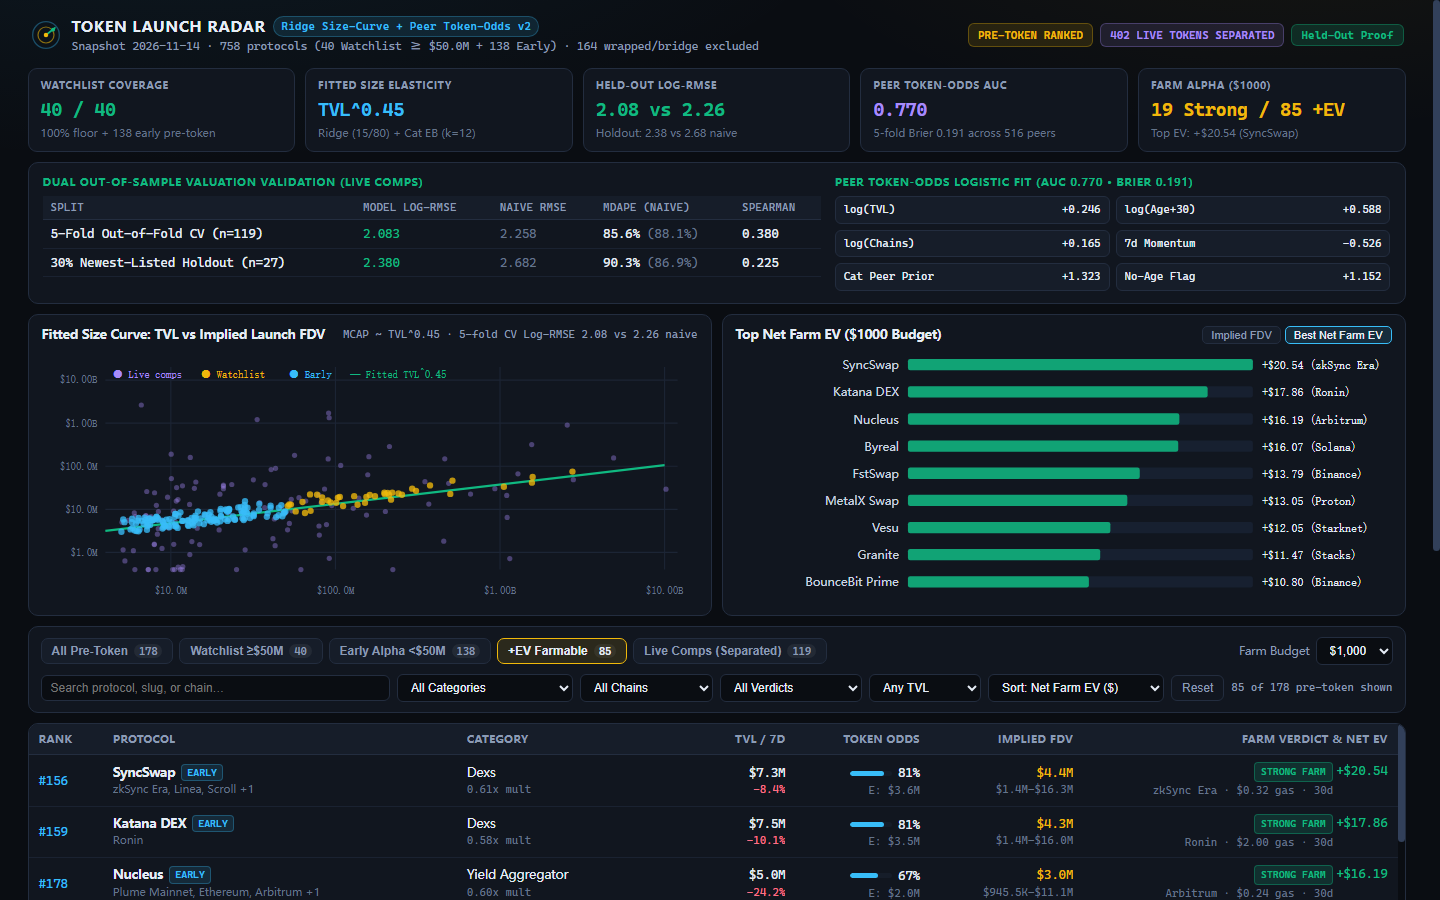 TOKEN LAUNCH RADAR Ridge Size-Curve + Peer Token-Odds v2
Snapshot 2026-11-14 · 758 protocols (40 Watchlist ≥ $50.0M + 138 Early) · 164 wrapped/bridge excluded
PRE-TOKEN RANKED 402 LIVE TOKENS SEPARATED Held-Out Proof
WATCHLIST COVERAGE
40 / 40
100% floor + 138 early pre-token
FITTED SIZE ELASTICITY
TVL^0.45
Ridge (15/80) + Cat EB (k=12)
HELD-OUT LOG-RMSE
2.08 vs 2.26
Holdout: 2.38 vs 2.68 naive
PEER TOKEN-ODDS AUC
0.770
5-fold Brier 0.191 across 516 peers
FARM ALPHA ($1000)
19 Strong / 85 +EV
Top EV: +$20.54 (SyncSwap)
DUAL OUT-OF-SAMPLE VALUATION VALIDATION (LIVE COMPS)
SPLIT MODEL LOG-RMSE NAIVE RMSE MDAPE (NAIVE) SPEARMAN
5-Fold Out-of-Fold CV (n=119) 2.083 2.258 85.6% (88.1%) 0.380
30% Newest-Listed Holdout (n=27) 2.380 2.682 90.3% (86.9%) 0.225
PEER TOKEN-ODDS LOGISTIC FIT (AUC 0.770 • BRIER 0.191)
log(TVL) +0.246 log(Age+30) +0.588
log(Chains) +0.165 7d Momentum -0.526
Cat Peer Prior +1.323 No-Age Flag +1.152
Fitted Size Curve: TVL vs Implied Launch FDV MCAP ~ TVL^0.45 · 5-fold CV Log-RMSE 2.08 vs 2.26 naive
Live comps Watchlist Early Fitted TVL^0.45
$10.00B
$1.00B
$100.0M
$10.0M
$1.0M
$10.0M $100.0M $1.00B $10.00B
Top Net Farm EV ($1000 Budget) Implied FDV Best Net Farm EV
SyncSwap +$20.54 (zkSync Era)
Katana DEX +$17.86 (Ronin)
Nucleus +$16.19 (Arbitrum)
Byreal +$16.07 (Solana)
FstSwap +$13.79 (Binance)
MetalX Swap +$13.05 (Proton)
Vesu +$12.05 (Starknet)
Granite +$11.47 (Stacks)
BounceBit Prime +$10.80 (Binance)
All Pre-Token 178 Watchlist ≥$50M 40 Early Alpha <$50M 138 +EV Farmable 85 Live Comps (Separated) 119 Farm Budget $1,000
Search protocol, slug, or chain... All Categories All Chains All Verdicts Any TVL Sort: Net Farm EV ($) Reset 85 of 178 pre-token shown
RANK PROTOCOL CATEGORY TVL / 7D TOKEN ODDS IMPLIED FDV FARM VERDICT & NET EV
#156 SyncSwap EARLY Dexs $7.3M 81% $4.4M STRONG FARM +$20.54
zkSync Era, Linea, Scroll +1 0.61x mult -8.4% E: $3.6M $1.4M–$16.3M zkSync Era · $0.32 gas · 30d
#159 Katana DEX EARLY Dexs $7.5M 81% $4.3M STRONG FARM +$17.86
Ronin 0.58x mult -10.1% E: $3.5M $1.4M–$16.0M Ronin · $2.00 gas · 30d
#178 Nucleus EARLY Yield Aggregator $5.0M 67% $3.0M STRONG FARM +$16.19
Plume Mainnet, Ethereum, Arbitrum +1 0.60x mult -24.2% E: $2.0M $945.5K–$11.1M Arbitrum · $0.24 gas · 30d